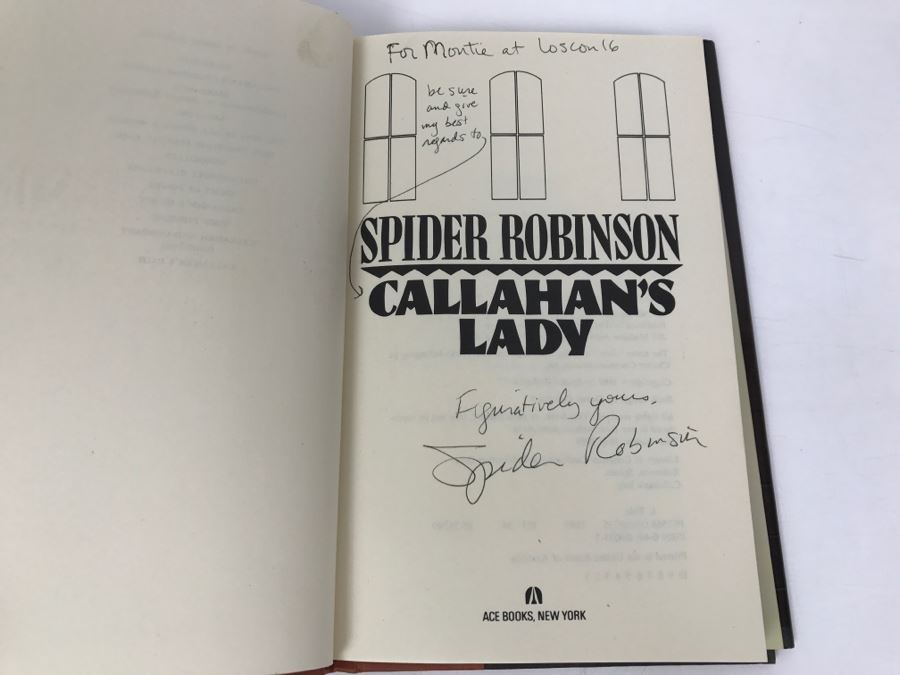 For Montie at Loscon 16
be sure
and give
my best
regards to
SPIDER ROBINSON
CALLAHAN'S
LADY
Figuratively yours,
Spider Robinson
ACE BOOKS, NEW YORK